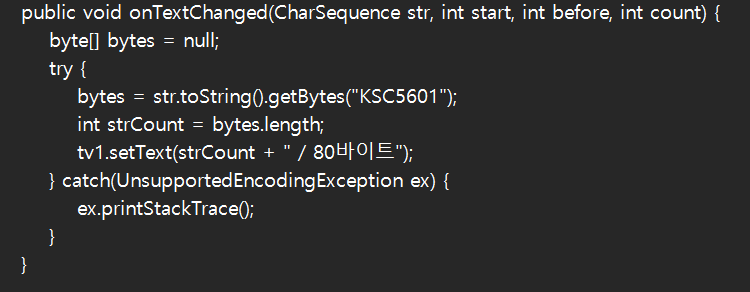 public void onTextChanged(CharSequence str, int start, int before, int count) {
byte[] bytes = null;
try {
bytes = str.toString().getBytes("KSC5601");
int strCount = bytes.length;
tv1.setText(strCount + " / 80바이트");
} catch(UnsupportedEncodingException ex) {
ex.printStackTrace();
}
}